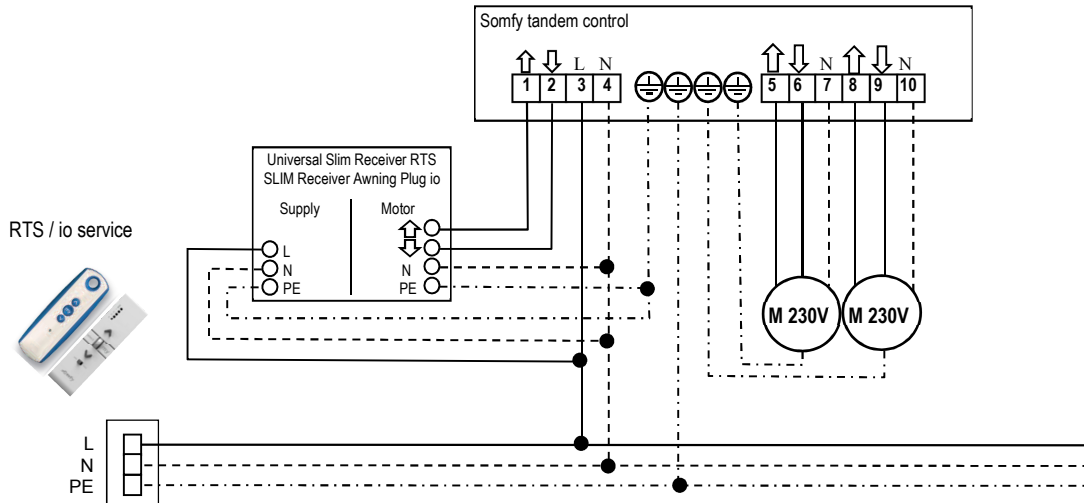 Somfy tandem control
L N
1 2 3 4
N N
5 6 7 8 9 10
Universal Slim Receiver RTS
SLIM Receiver Awning Plug io
Supply Motor
L
N N
PE PE
RTS / io service
M 230V M 230V
L
N
PE